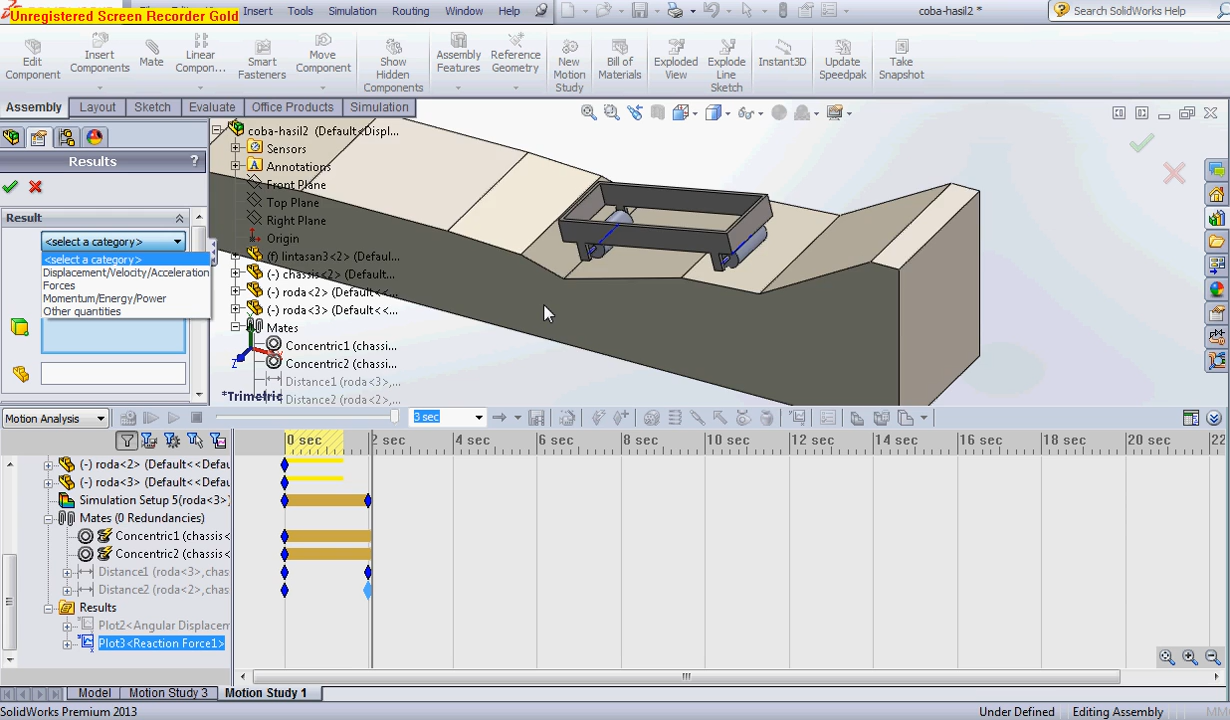 Unregistered Screen Recorder Gold
Insert Tools Simulation Routing Window Help coba-hasil2 * Search SolidWorks Help
Edit Component
Insert Components
Mate
Linear Compon...
Smart Fasteners
Move Component
Show Hidden Components
Assembly Features
Reference Geometry
New Motion Study
Bill of Materials
Exploded View
Explode Line Sketch
Instant3D
Update Speedpak
Take Snapshot
Assembly Layout Sketch Evaluate Office Products Simulation
Results ?
Result
<select a category>
<select a category>
Displacement/Velocity/Acceleration
Forces
Momentum/Energy/Power
Other quantities
coba-hasil2 (Default<Displ...
Sensors
Annotations
Front Plane
Top Plane
Right Plane
Origin
(f) lintasan3<2> (Default...
(-) chassis<2> (Default...
(-) roda<2> (Default<<...
(-) roda<3> (Default<<...
Mates
Concentric1 (chassi...
Concentric2 (chassi...
Distance1 (roda<3>,...
Distance2 (roda<2>,...
Z
*Trimetric
Motion Analysis 3 sec
0 sec 2 sec 4 sec 6 sec 8 sec 10 sec 12 sec 14 sec 16 sec 18 sec 20 sec 22
(-) roda<2> (Default<<Defau
(-) roda<3> (Default<<Defau
Simulation Setup 5(roda<3>)
Mates (0 Redundancies)
Concentric1 (chassis<
Concentric2 (chassis<
Distance1 (roda<3>,chas
Distance2 (roda<2>,chas
Results
Plot2<Angular Displacem
Plot3<Reaction Force1>
Model Motion Study 3 Motion Study 1
SolidWorks Premium 2013 Under Defined Editing Assembly MM